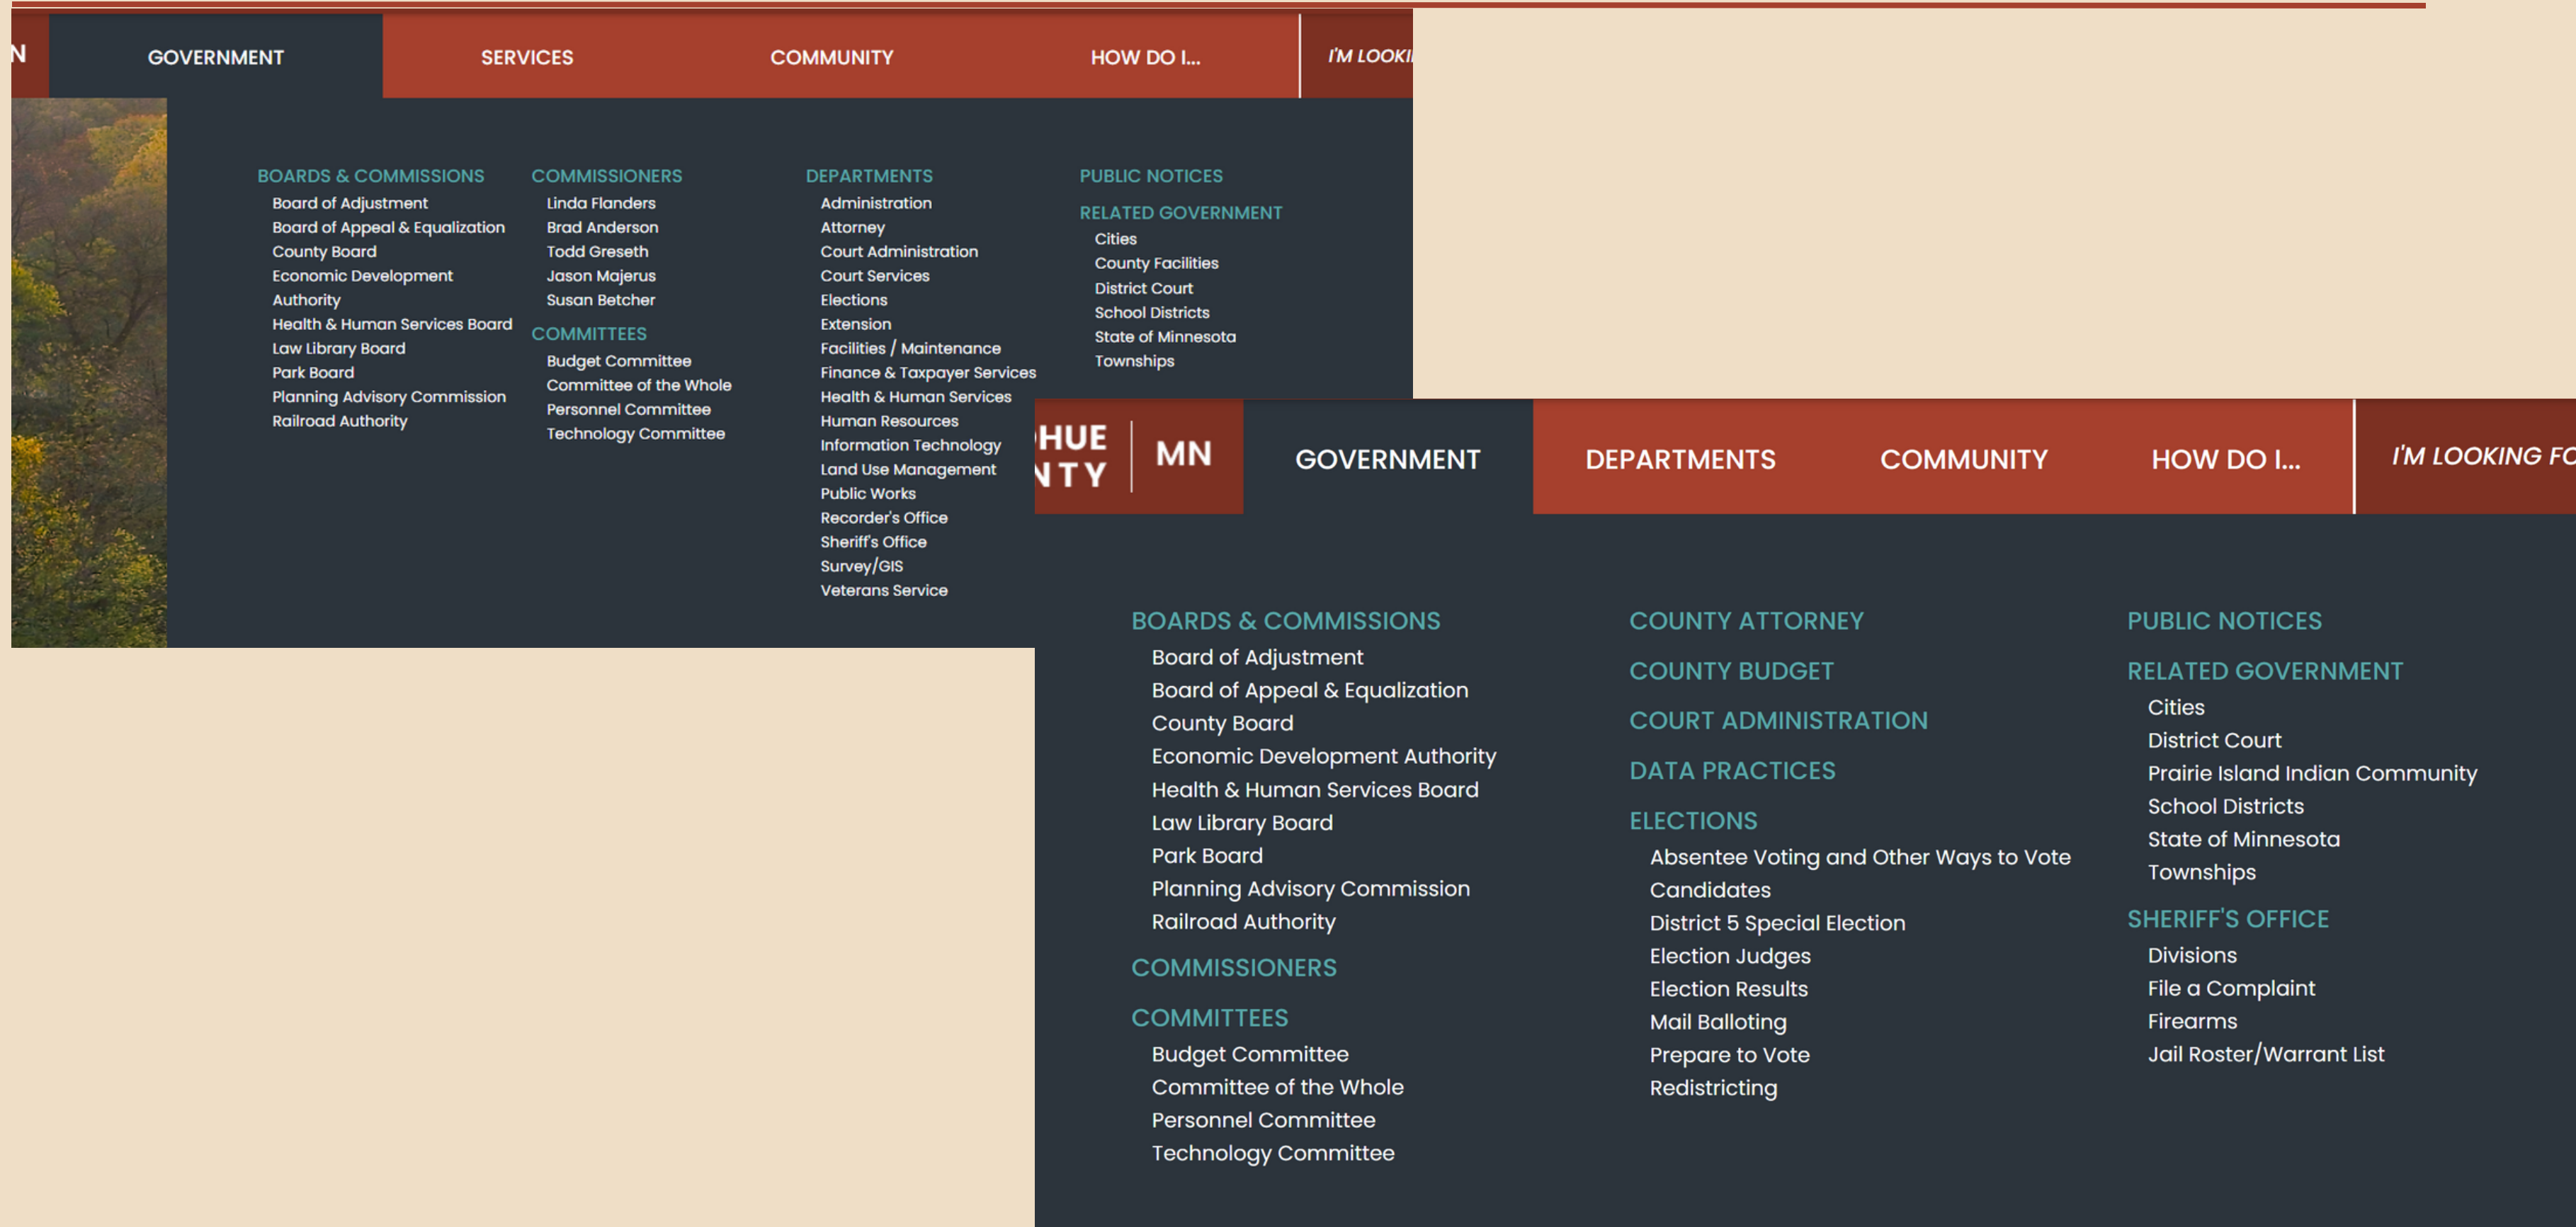 N
GOVERNMENT
SERVICES
COMMUNITY
HOW DO I...
I'M LOOKI
BOARDS & COMMISSIONS
Board of Adjustment
Board of Appeal & Equalization
County Board
Economic Development
Authority
Health & Human Services Board
Law Library Board
Park Board
Planning Advisory Commission
Railroad Authority
COMMISSIONERS
Linda Flanders
Brad Anderson
Todd Greseth
Jason Majerus
Susan Betcher
COMMITTEES
Budget Committee
Committee of the Whole
Personnel Committee
Technology Committee
DEPARTMENTS
Administration
Attorney
Court Administration
Court Services
Elections
Extension
Facilities / Maintenance
Finance & Taxpayer Services
Health & Human Services
Human Resources
Information Technology
Land Use Management
Public Works
Recorder's Office
Sheriff's Office
Survey/GIS
Veterans Service
PUBLIC NOTICES
RELATED GOVERNMENT
Cities
County Facilities
District Court
School Districts
State of Minnesota
Townships
HUE
NTY
MN
GOVERNMENT
DEPARTMENTS
COMMUNITY
HOW DO I...
I'M LOOKING FO
BOARDS & COMMISSIONS
Board of Adjustment
Board of Appeal & Equalization
County Board
Economic Development Authority
Health & Human Services Board
Law Library Board
Park Board
Planning Advisory Commission
Railroad Authority
COMMISSIONERS
COMMITTEES
Budget Committee
Committee of the Whole
Personnel Committee
Technology Committee
COUNTY ATTORNEY
COUNTY BUDGET
COURT ADMINISTRATION
DATA PRACTICES
ELECTIONS
Absentee Voting and Other Ways to Vote
Candidates
District 5 Special Election
Election Judges
Election Results
Mail Balloting
Prepare to Vote
Redistricting
PUBLIC NOTICES
RELATED GOVERNMENT
Cities
District Court
Prairie Island Indian Community
School Districts
State of Minnesota
Townships
SHERIFF'S OFFICE
Divisions
File a Complaint
Firearms
Jail Roster/Warrant List